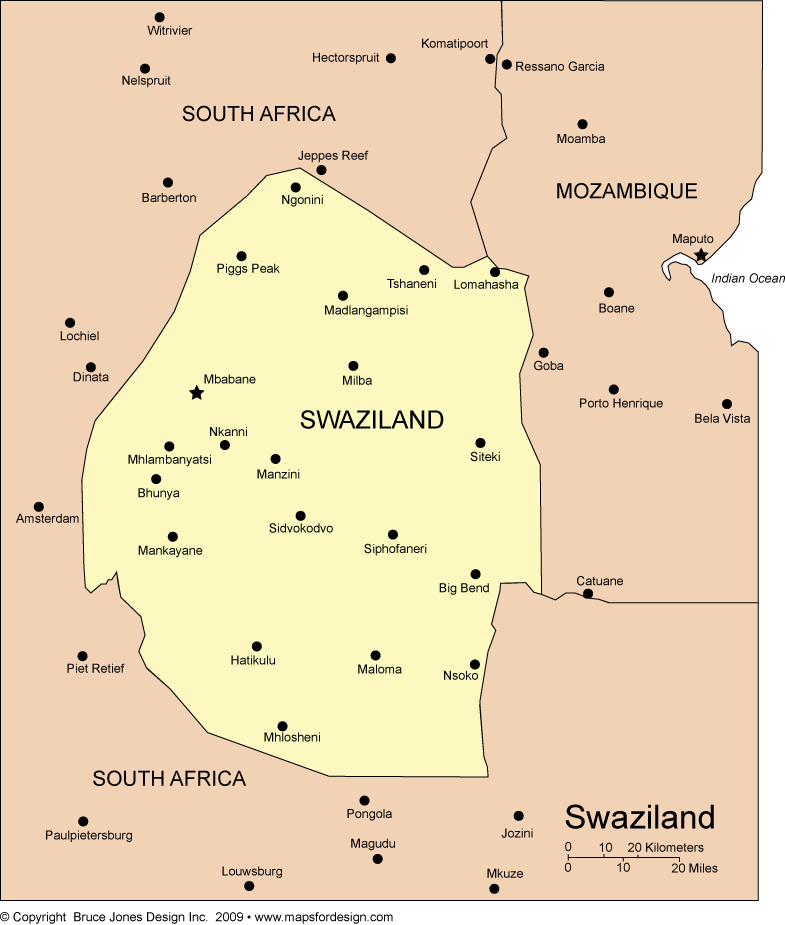 Witrivier
Komatipoort
Hectorspruit
Ressano Garcia
Nelspruit
SOUTH AFRICA
Moamba
Jeppes Reef
MOZAMBIQUE
Barberton
Ngonini
Maputo
Piggs Peak
Indian Ocean
Tshaneni
Lomahasha
Madlangampisi
Boane
Lochiel
Goba
Dinata
Mbabane
Milba
Porto Henrique
Bela Vista
SWAZILAND
Nkanni
Mhlambanyatsi
Siteki
Manzini
Bhunya
Amsterdam
Sidvokodvo
Mankayane
Siphofaneri
Catuane
Big Bend
Hatikulu
Piet Retief
Maloma
Nsoko
Mhlosheni
SOUTH AFRICA
Pongola
Swaziland
Paulpietersburg
Jozini
Magudu
0 10 20 Kilometers
0 10 20 Miles
Louwsburg
Mkuze
© Copyright Bruce Jones Design Inc. 2009 • www.mapsfordesign.com